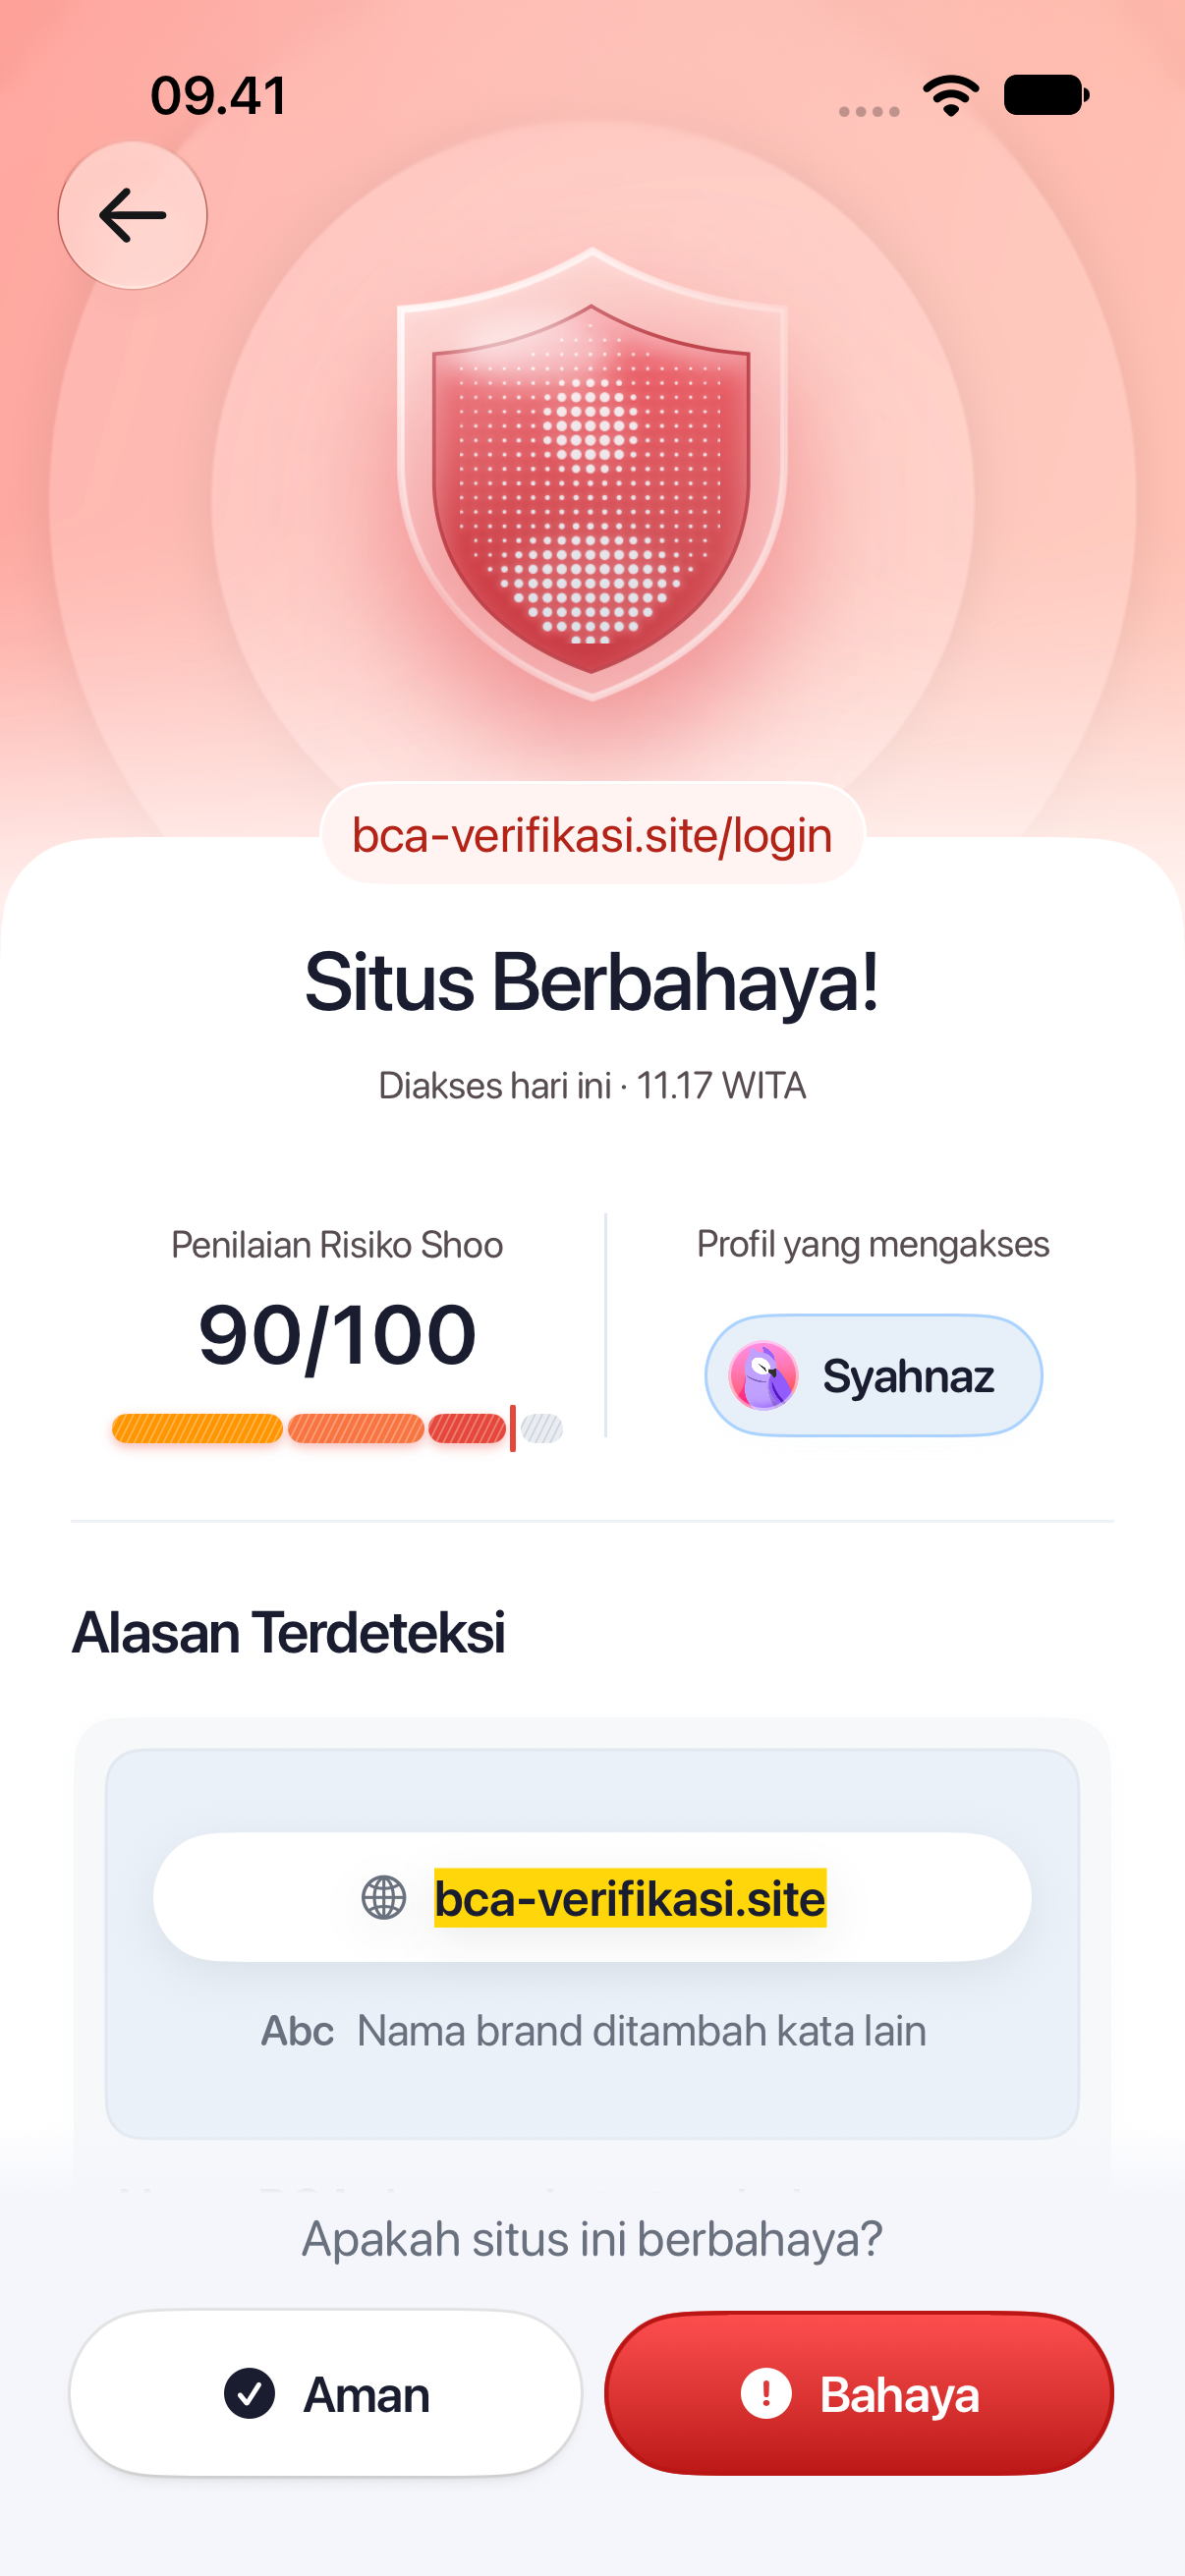 09.41
bca-verifikasi.site/login
Situs Berbahaya!
Diakses hari ini · 11.17 WITA
Penilaian Risiko Shoo
90/100
Profil yang mengakses
Syahnaz
Alasan Terdeteksi
bca-verifikasi.site
Abc Nama brand ditambah kata lain
Apakah situs ini berbahaya?
Aman
Bahaya